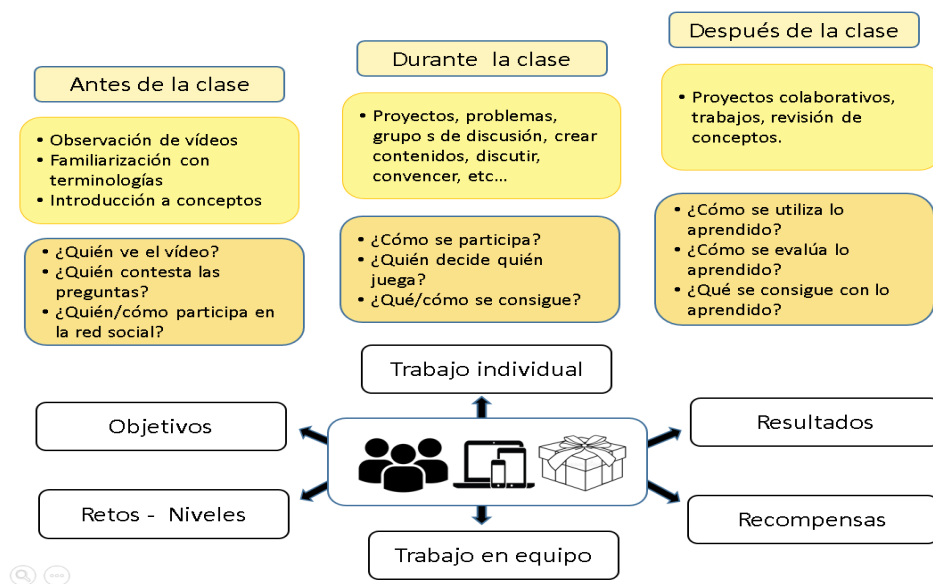 Antes de la clase
• Observación de vídeos
• Familiarización con
terminologías
• Introducción a conceptos
• ¿Quién ve el vídeo?
• ¿Quién contesta las
preguntas?
• ¿Quién/cómo participa en
la red social?
Durante la clase
• Proyectos, problemas,
grupo s de discusión, crear
contenidos, discutir,
convencer, etc...
• ¿Cómo se participa?
• ¿Quién decide quién
juega?
• ¿Qué/cómo se consigue?
Después de la clase
• Proyectos colaborativos,
trabajos, revisión de
conceptos.
• ¿Cómo se utiliza lo
aprendido?
• ¿Cómo se evalúa lo
aprendido?
• ¿Qué se consigue con lo
aprendido?
Trabajo individual
Objetivos
Resultados
Retos - Niveles
Recompensas
Trabajo en equipo